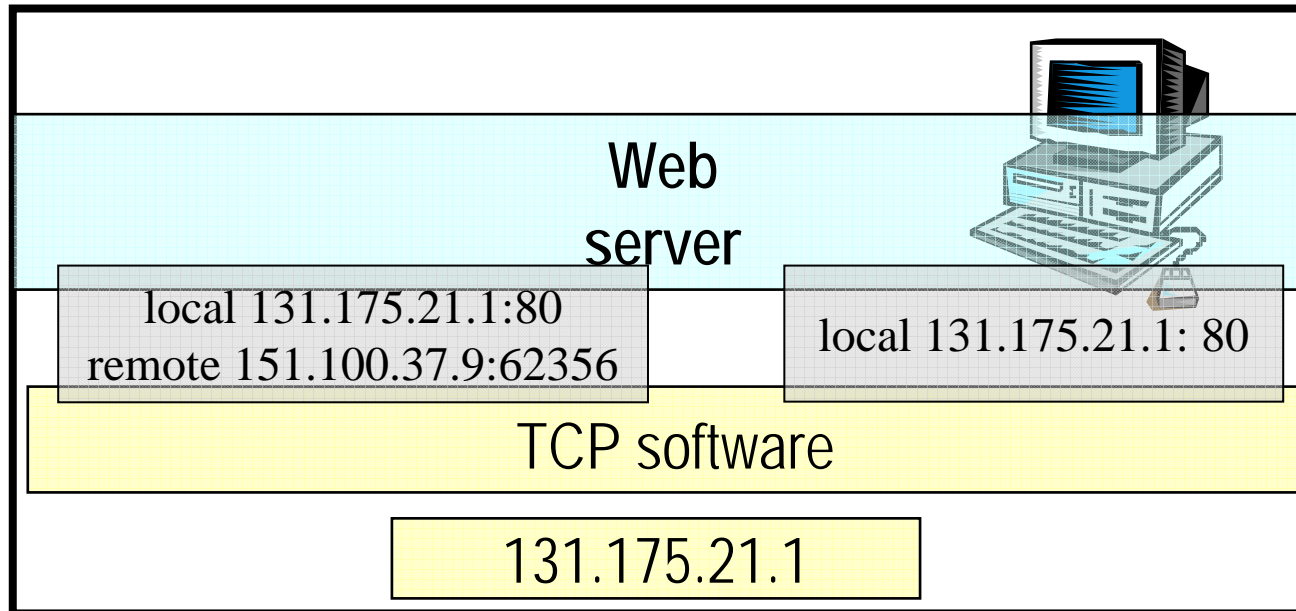 Web
server
local 131.175.21.1:80
remote 151.100.37.9:62356
local 131.175.21.1: 80
TCP software
131.175.21.1